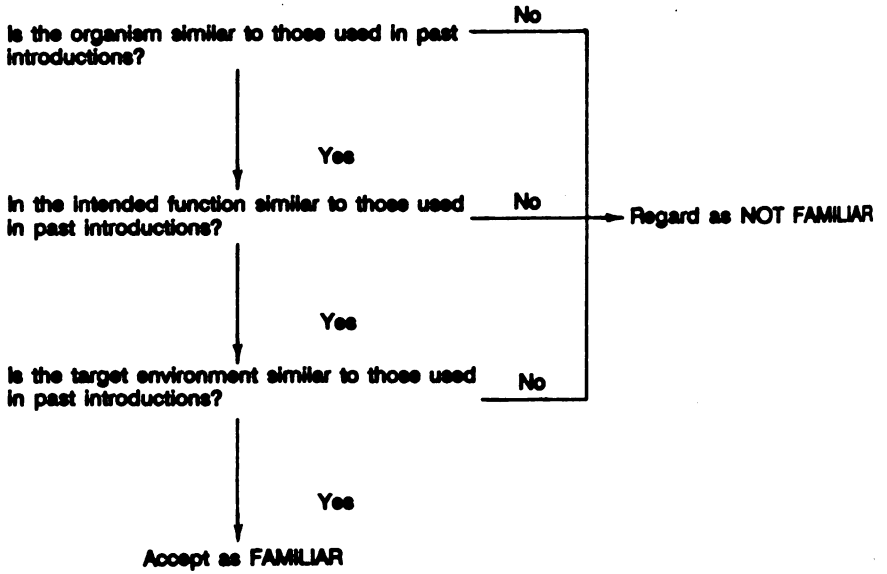 No
Is the organism similar to those used in past
introductions?
Yes
In the intended function similar to those used
in past introductions?
No
Regard as NOT FAMILIAR
Yes
Is the target environment similar to those used
in past introductions?
No
Yes
Accept as FAMILIAR